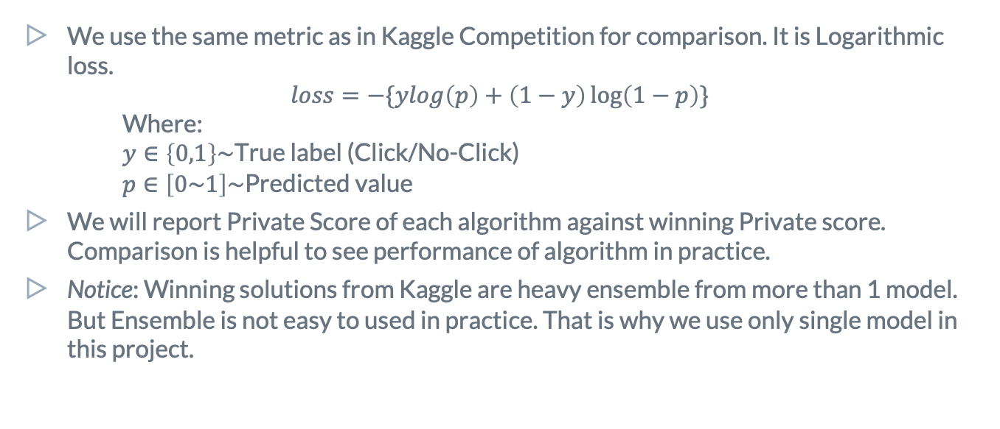 We use the same metric as in Kaggle Competition for comparison. It is Logarithmic
loss.
loss = −{ylog(p) + (1 − y) log(1 − p)}
Where:
y ∈ {0,1}~True label (Click/No-Click)
p ∈ [0~1]~Predicted value
We will report Private Score of each algorithm against winning Private score.
Comparison is helpful to see performance of algorithm in practice.
Notice: Winning solutions from Kaggle are heavy ensemble from more than 1 model.
But Ensemble is not easy to used in practice. That is why we use only single model in
this project.